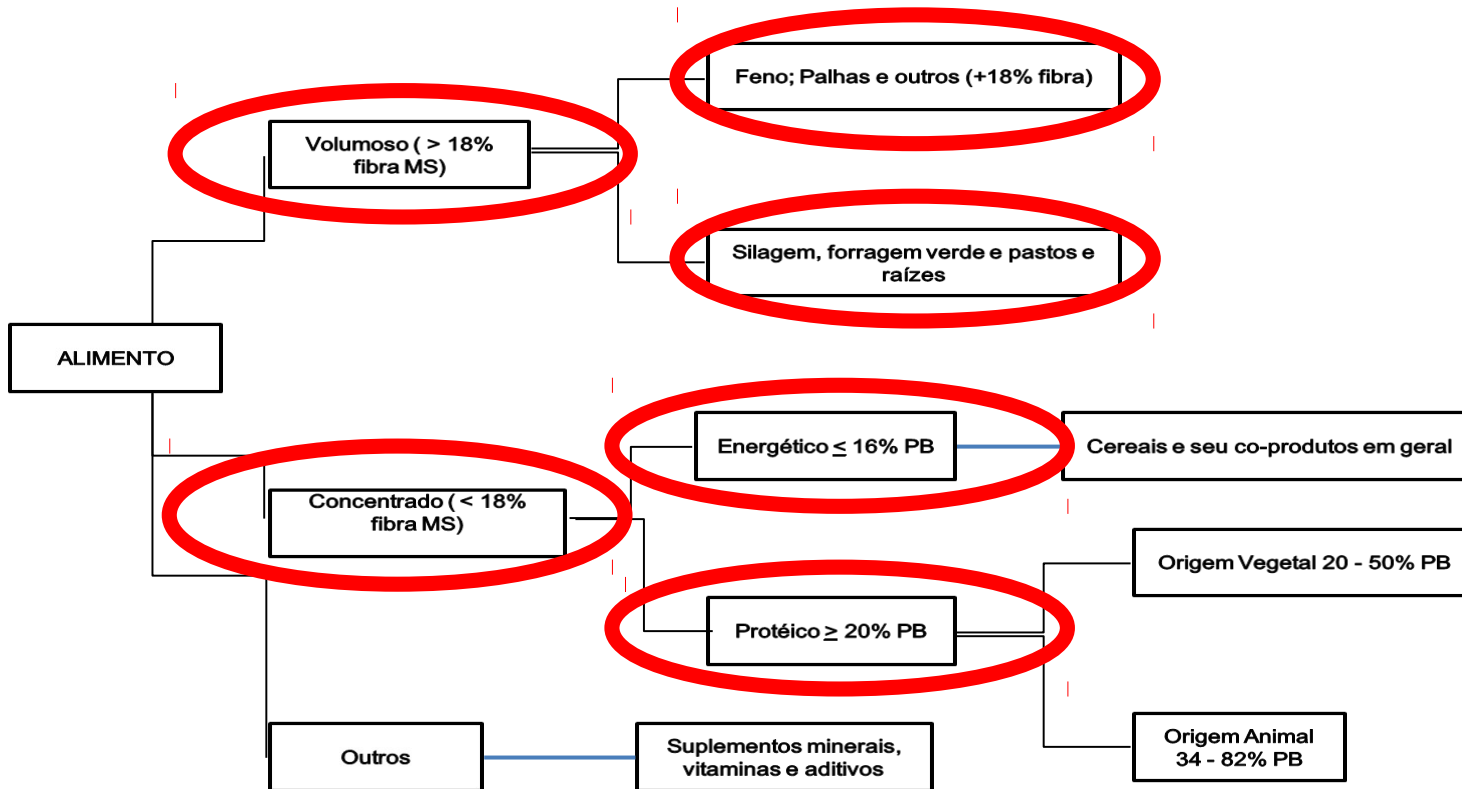 Feno; Palhas e outros (+18% fibra)
Volumoso ( > 18%
fibra MS)
Silagem, forragem verde e pastos e
raízes
ALIMENTO
Energético ≤ 16% PB
Cereais e seu co-produtos em geral
Concentrado ( < 18%
fibra MS)
Origem Vegetal 20 - 50% PB
Protéico ≥ 20% PB
Outros
Suplementos minerais,
vitaminas e aditivos
Origem Animal
34 - 82% PB